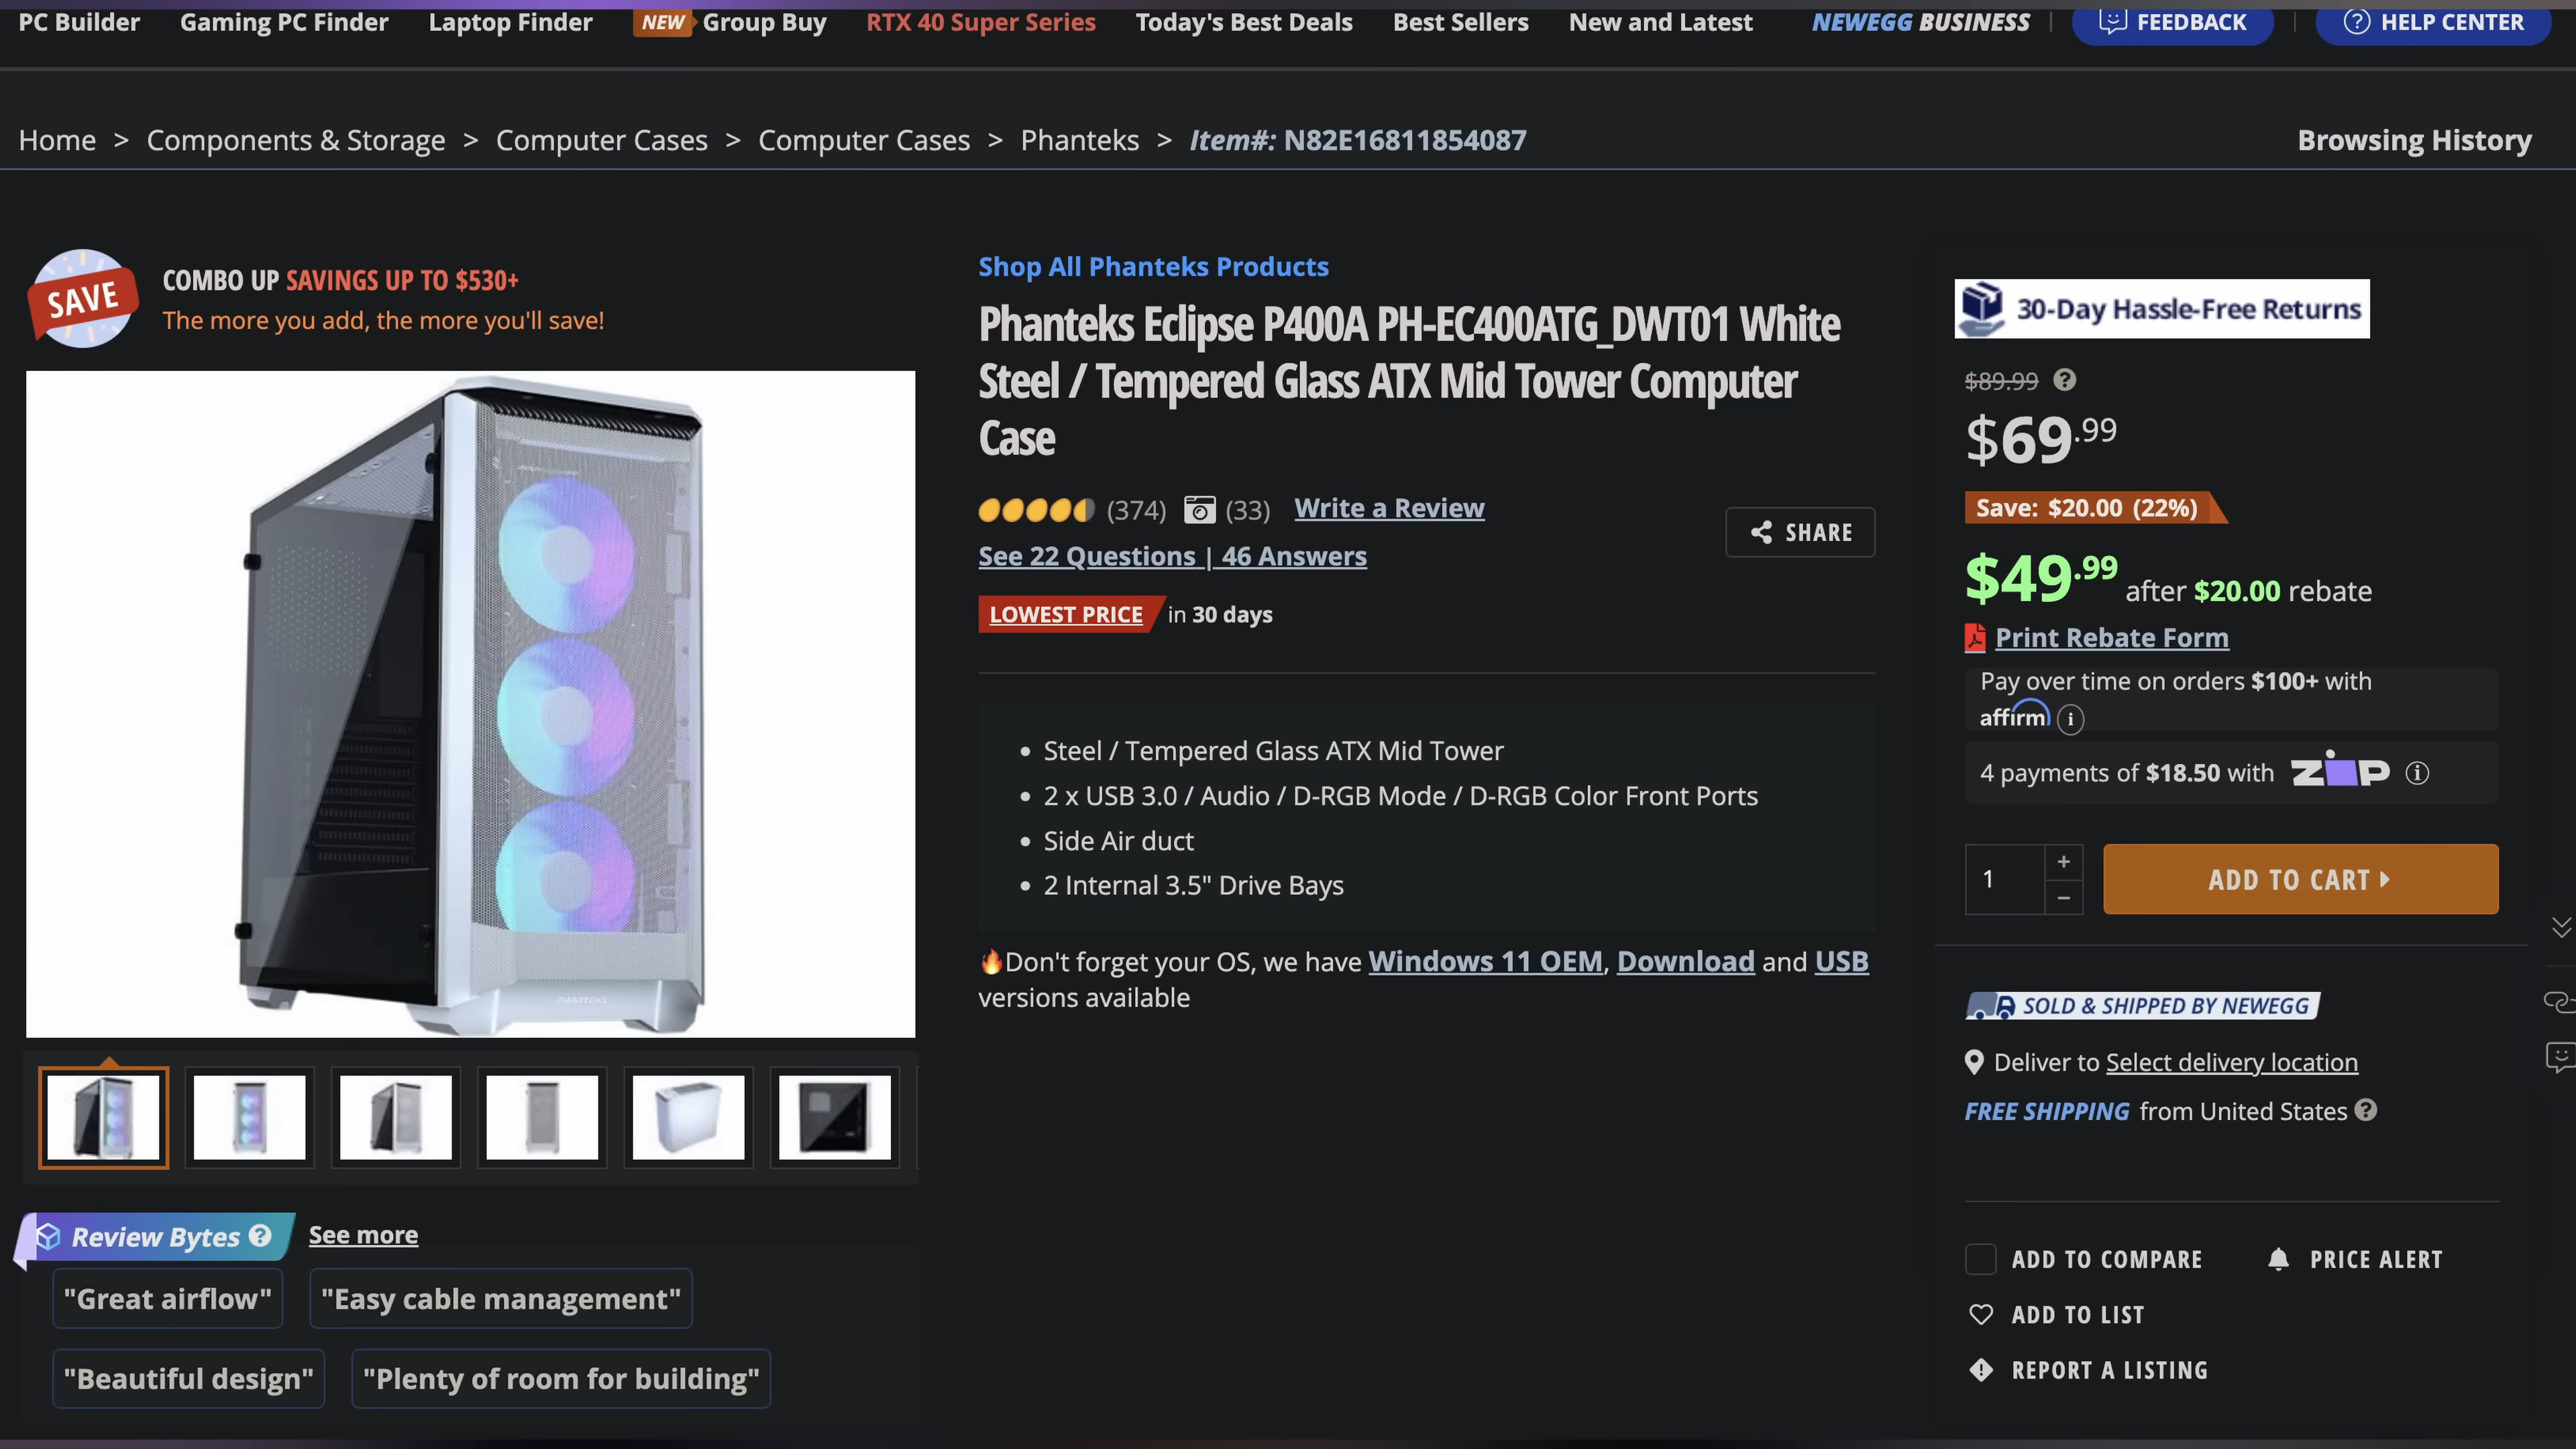 PC Builder Gaming PC Finder Laptop Finder NEW Group Buy RTX 40 Super Series Today's Best Deals Best Sellers New and Latest NEWEGG BUSINESS FEEDBACK HELP CENTER
Home > Components & Storage > Computer Cases > Computer Cases > Phanteks > Item#: N82E16811854087
Browsing History
SAVE
COMBO UP SAVINGS UP TO $530+
The more you add, the more you'll save!
PHANTEKS
Review Bytes ? See more
"Great airflow" "Easy cable management"
"Beautiful design" "Plenty of room for building"
Shop All Phanteks Products
Phanteks Eclipse P400A PH-EC400ATG_DWT01 White
Steel / Tempered Glass ATX Mid Tower Computer
Case
(374) (33) Write a Review
SHARE
See 22 Questions | 46 Answers
LOWEST PRICE in 30 days
• Steel / Tempered Glass ATX Mid Tower
• 2 x USB 3.0 / Audio / D-RGB Mode / D-RGB Color Front Ports
• Side Air duct
• 2 Internal 3.5" Drive Bays
🔥Don't forget your OS, we have Windows 11 OEM, Download and USB
versions available
30-Day Hassle-Free Returns
$89.99 ?
$69.99
Save: $20.00 (22%)
$49.99 after $20.00 rebate
Print Rebate Form
Pay over time on orders $100+ with
affirm i
4 payments of $18.50 with ZIP i
1 + −
ADD TO CART
SOLD & SHIPPED BY NEWEGG
Deliver to Select delivery location
FREE SHIPPING from United States ?
ADD TO COMPARE PRICE ALERT
ADD TO LIST
REPORT A LISTING